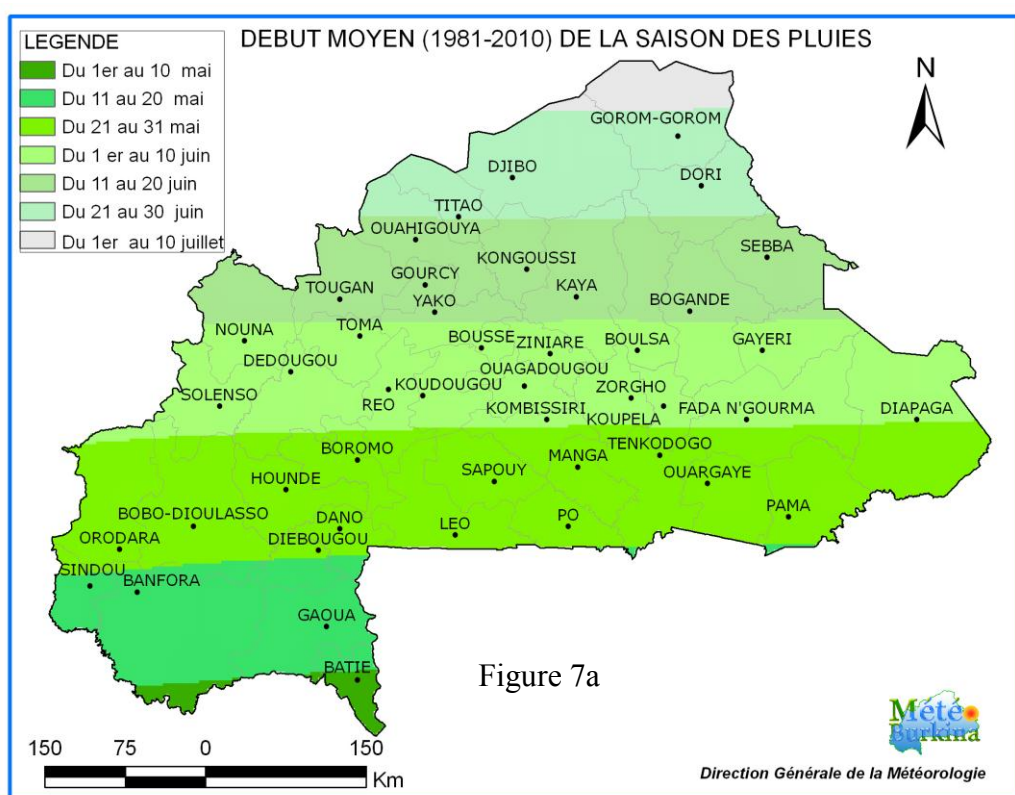 DEBUT MOYEN (1981-2010) DE LA SAISON DES PLUIES
LEGENDE
Du 1er au 10 mai
Du 11 au 20 mai
Du 21 au 31 mai
Du 1 er au 10 juin
Du 11 au 20 juin
Du 21 au 30 juin
Du 1er au 10 juillet
N
GOROM-GOROM
DJIBO
DORI
TITAO
OUAHIGOUYA
SEBBA
KONGOUSSI
GOURCY
TOUGAN
KAYA
YAKO
BOGANDE
NOUNA
TOMA
BOUSSE
ZINIARE
BOULSA
GAYERI
DEDOUGOU
OUAGADOUGOU
KOUDOUGOU
ZORGHO
SOLENSO
REO
KOMBISSIRI
KOUPELA
FADA N'GOURMA
DIAPAGA
BOROMO
TENKODOGO
MANGA
HOUNDE
SAPOUY
OUARGAYE
BOBO-DIOULASSO
DANO
LEO
PO
PAMA
ORODARA
DIEBOUGOU
SINDOU
BANFORA
GAOUA
BATIE
Figure 7a
Météo
Burkina
150 75 0 150
Km
Direction Générale de la Météorologie